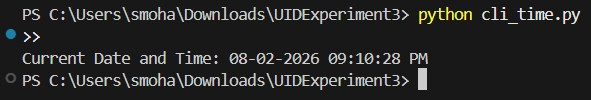 PS C:\Users\smoha\Downloads\UIDExperiment3> python cli_time.py
>>
Current Date and Time: 08-02-2026 09:10:28 PM
PS C:\Users\smoha\Downloads\UIDExperiment3>